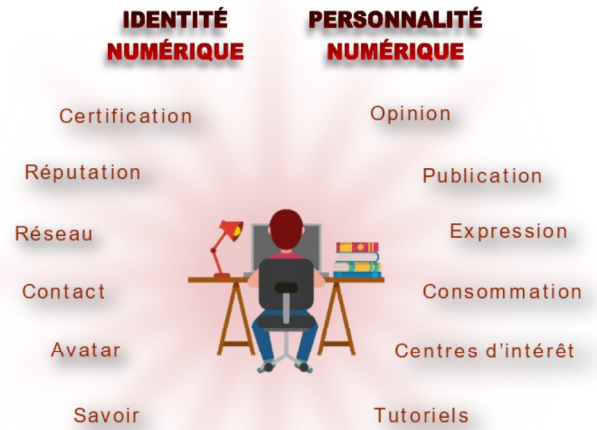 IDENTITÉ
NUMÉRIQUE
PERSONNALITÉ
NUMÉRIQUE
Certification
Réputation
Réseau
Contact
Avatar
Savoir
Opinion
Publication
Expression
Consommation
Centres d'intérêt
Tutoriels